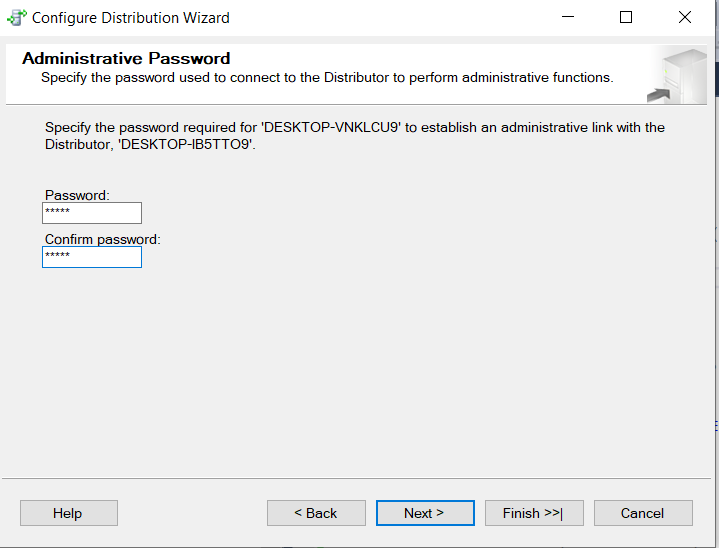 Configure Distribution Wizard
Administrative Password
Specify the password used to connect to the Distributor to perform administrative functions.
Specify the password required for 'DESKTOP-VNKLCU9' to establish an administrative link with the
Distributor, 'DESKTOP-IB5TTO9'.
Password:
*****
Confirm password:
*****
Help
< Back
Next >
Finish >>|
Cancel